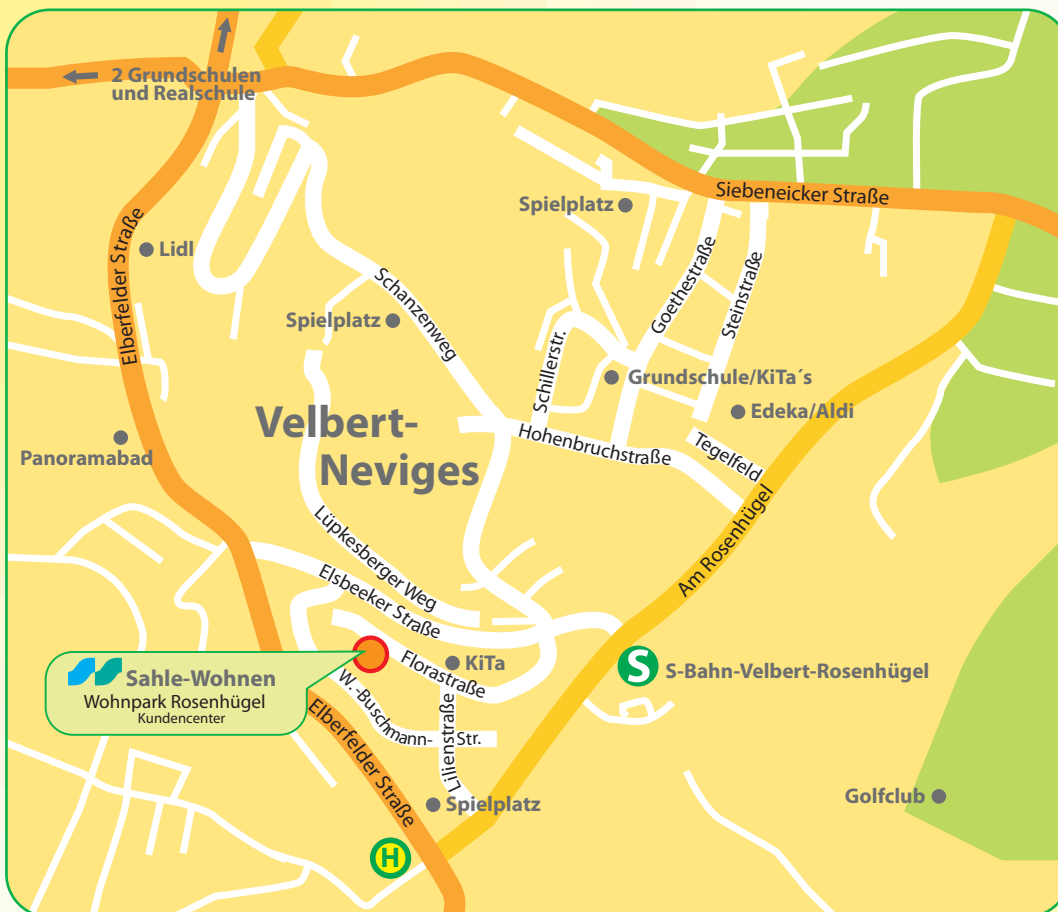 2 Grundschulen
und Realschule
Siebeneicker Straße
Spielplatz
Elberfelder Straße
Lidl
Goethestraße
Steinstraße
Schanzenweg
Spielplatz
Schillerstr.
Grundschule/KiTa´s
Edeka/Aldi
Velbert-
Neviges
Hohenbruchstraße
Tegelfeld
Panoramabad
Am Rosenhügel
Lüpkesberger Weg
Elsbeeker Straße
KiTa
Florastraße
S
S-Bahn-Velbert-Rosenhügel
Sahle-Wohnen
Wohnpark Rosenhügel
Kundencenter
W.-Buschmann- Str.
Lilienstraße
Elberfelder Straße
Spielplatz
Golfclub
H